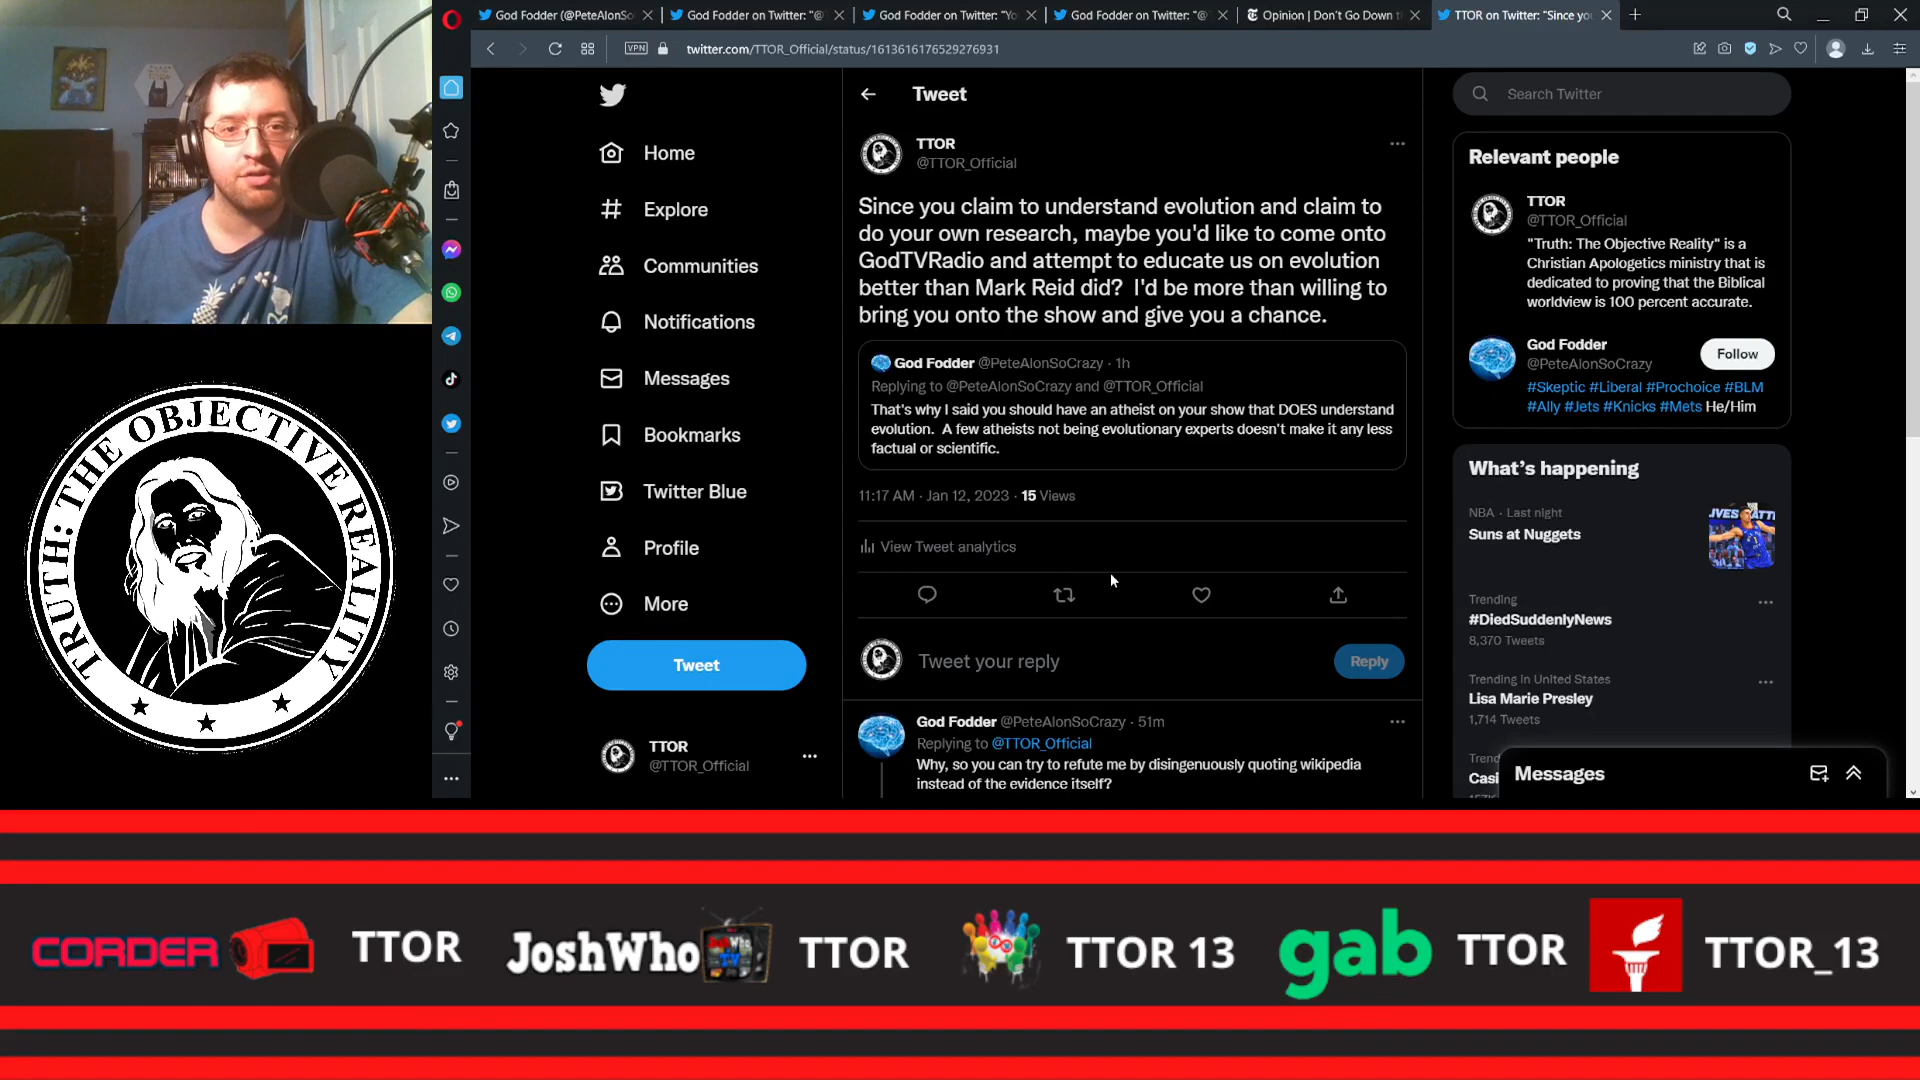 God Fodder (@PeteAlonSo
God Fodder on Twitter: "@
God Fodder on Twitter: "Yo
God Fodder on Twitter: "@
Opinion | Don't Go Down t
TTOR on Twitter: "Since you
VPN
twitter.com/TTOR_Official/status/1613616176529276931
Tweet
Search Twitter
Home
Explore
Communities
Notifications
Messages
Bookmarks
Twitter Blue
Profile
More
Tweet
TTOR
@TTOR_Official
TTOR
@TTOR_Official
Since you claim to understand evolution and claim to
do your own research, maybe you'd like to come onto
GodTVRadio and attempt to educate us on evolution
better than Mark Reid did? I'd be more than willing to
bring you onto the show and give you a chance.
God Fodder @PeteAlonSoCrazy · 1h
Replying to @PeteAlonSoCrazy and @TTOR_Official
That's why I said you should have an atheist on your show that DOES understand
evolution. A few atheists not being evolutionary experts doesn't make it any less
factual or scientific.
11:17 AM · Jan 12, 2023 · 15 Views
View Tweet analytics
Tweet your reply
Reply
God Fodder @PeteAlonSoCrazy · 51m
Replying to @TTOR_Official
Why, so you can try to refute me by disingenuously quoting wikipedia
instead of the evidence itself?
Relevant people
TTOR
@TTOR_Official
"Truth: The Objective Reality" is a
Christian Apologetics ministry that is
dedicated to proving that the Biblical
worldview is 100 percent accurate.
God Fodder
@PeteAlonSoCrazy
Follow
#Skeptic #Liberal #Prochoice #BLM
#Ally #Jets #Knicks #Mets He/Him
What's happening
NBA · Last night
Suns at Nuggets
Trending
#DiedSuddenlyNews
8,370 Tweets
Trending in United States
Lisa Marie Presley
1,714 Tweets
Trend
Casi
Messages
TRUTH: THE OBJECTIVE REALITY
CORDER
TTOR
JoshWho
TV
TTOR
TTOR 13
gab
TTOR
TTOR_13